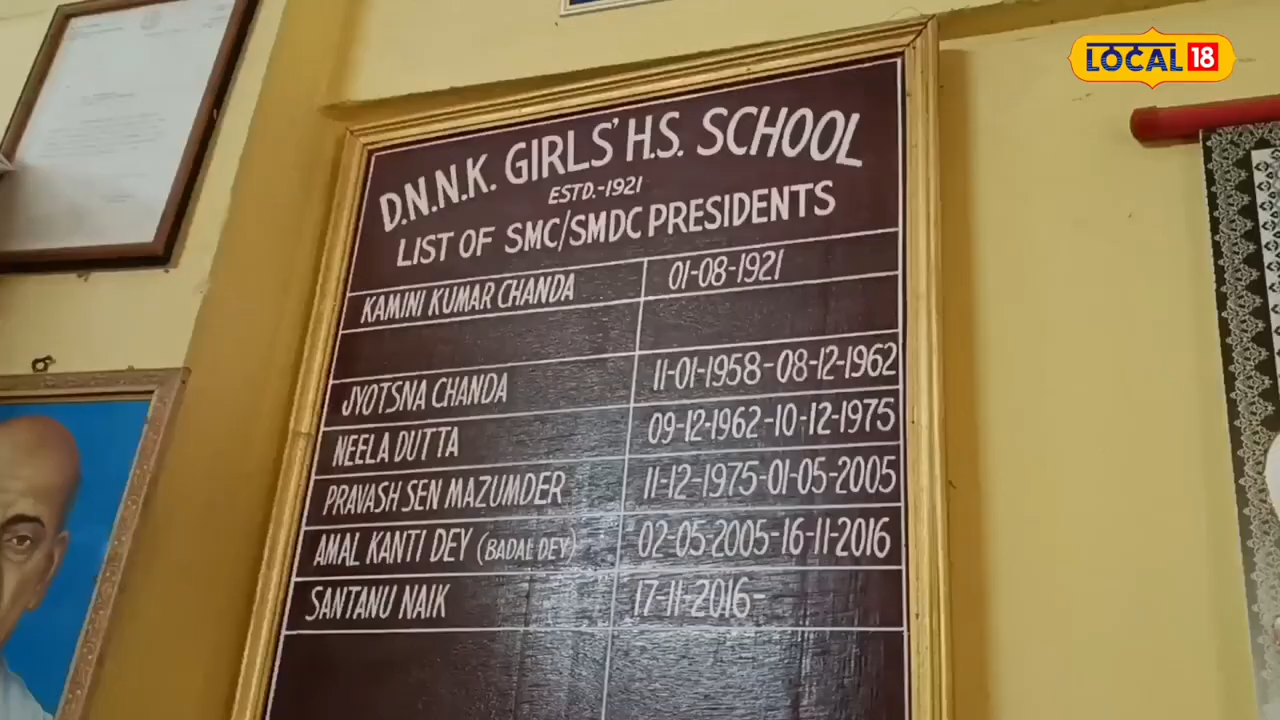 LOCAL 18
D.N.N.K. GIRLS' H.S. SCHOOL
ESTD.-1921
LIST OF SMC/SMDC PRESIDENTS
KAMINI KUMAR CHANDA 01-08-1921
JYOTSNA CHANDA 11-01-1958-08-12-1962
NEELA DUTTA 09-12-1962-10-12-1975
PRAVASH SEN MAZUMDER 11-12-1975-01-05-2005
AMAL KANTI DEY (BADAL DEY) 02-05-2005-16-11-2016
SANTANU NAIK 17-11-2016-